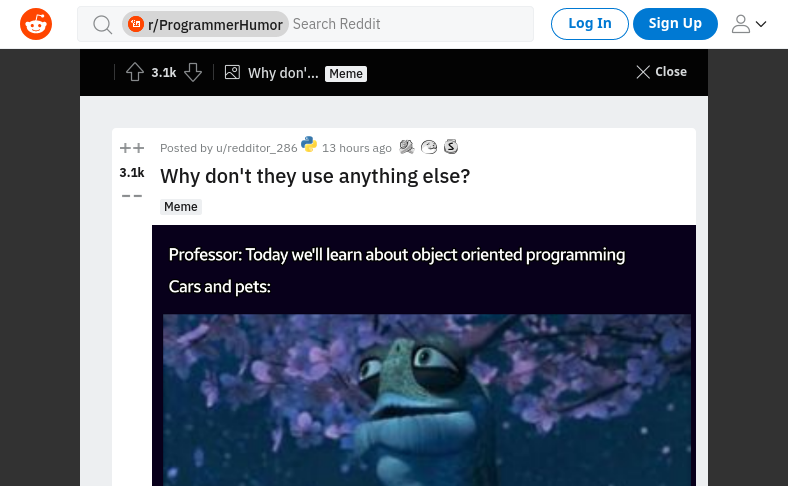 r/ProgrammerHumor Search Reddit Log In Sign Up
3.1k Why don'... Meme Close
Posted by u/redditor_286 13 hours ago
3.1k
Why don't they use anything else?
Meme
Professor: Today we'll learn about object oriented programming
Cars and pets: